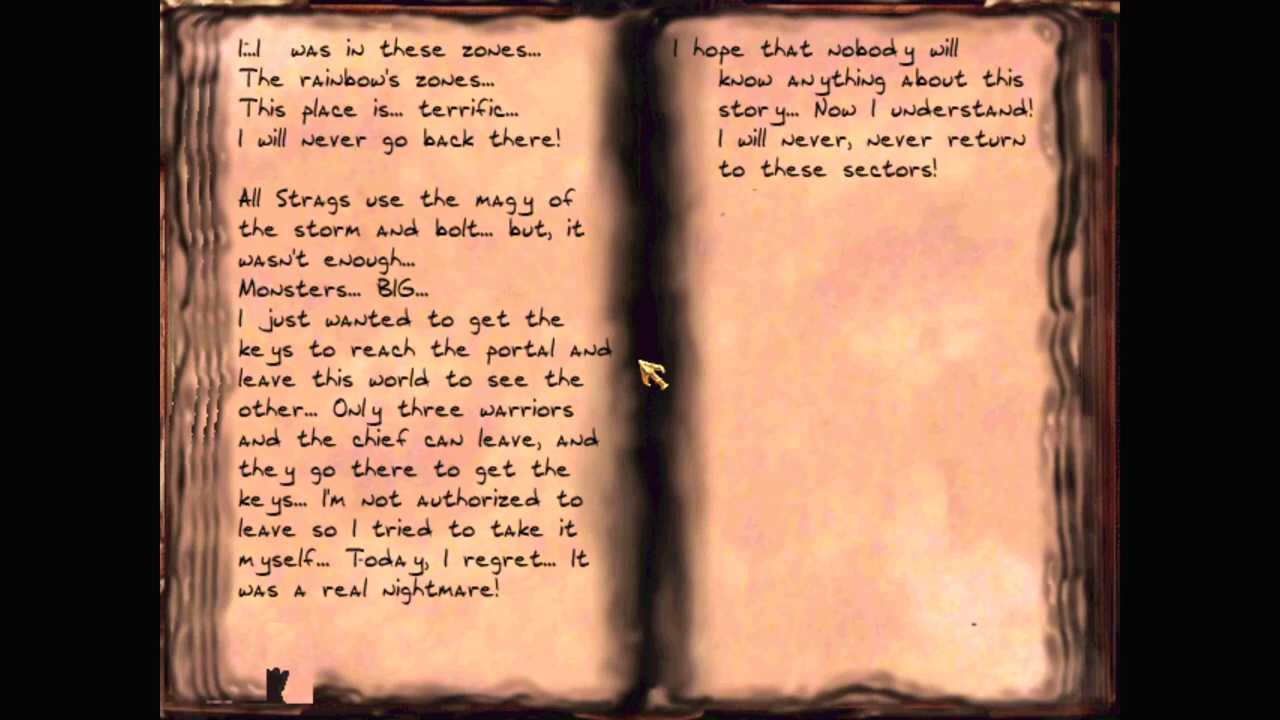 I...I was in these zones...
The rainbow's zones...
This place is... terrific...
I will never go back there!
All Strags use the magy of
the storm and bolt... but, it
wasn't enough...
Monsters... BIG...
I just wanted to get the
keys to reach the portal and
leave this world to see the
other... Only three warriors
and the chief can leave, and
they go there to get the
keys... I'm not authorized to
leave so I tried to take it
myself... Today, I regret... It
was a real nightmare!
I hope that nobody will
know anything about this
story... Now I understand!
I will never, never return
to these sectors!